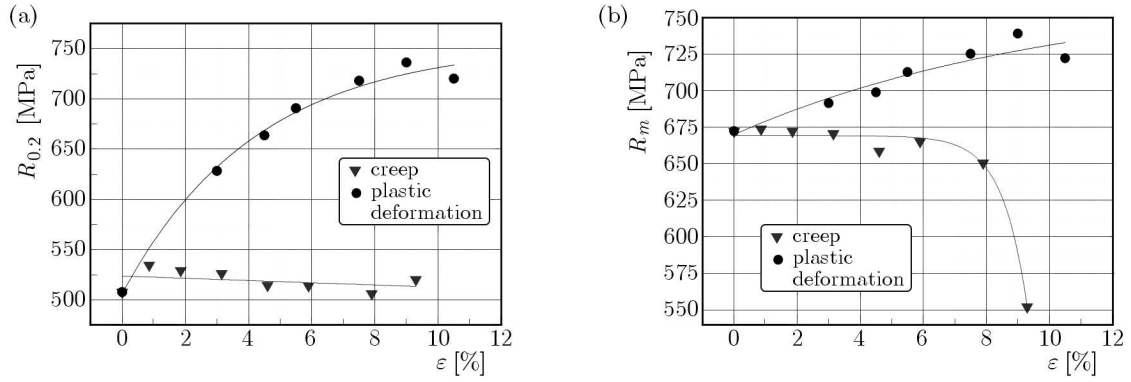 (a)
750
700
650
600
550
500
R0.2 [MPa]
creep
plastic
deformation
0 2 4 6 8 10 12
ε [%]
(b)
750
725
700
675
650
625
600
575
550
Rm [MPa]
creep
plastic
deformation
0 2 4 6 8 10 12
ε [%]